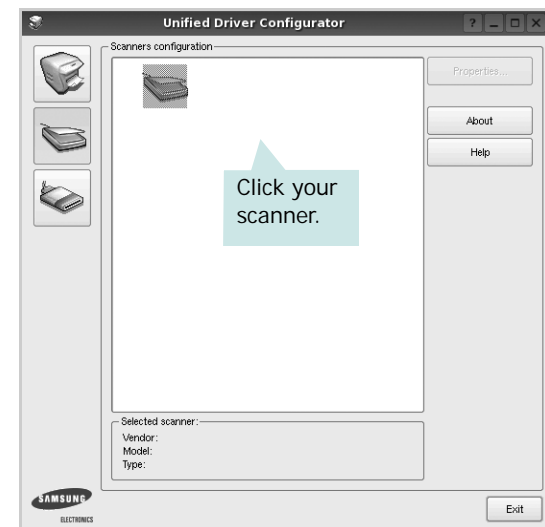 Unified Driver Configurator
Scanners configuration
Properties...
About
Help
Click your
scanner.
Selected scanner:
Vendor:
Model:
Type:
SAMSUNG
ELECTRONICS
Exit